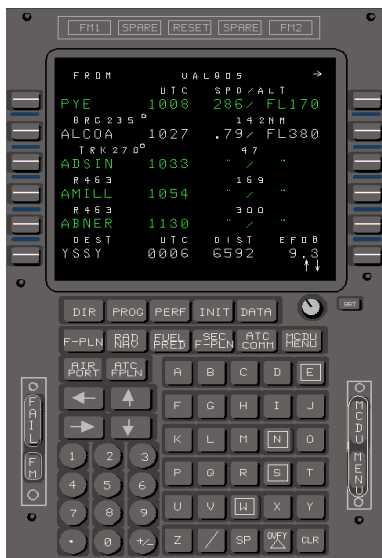 FM1 SPARE RESET SPARE FM2
FROM UAL805 →
UTC SPD/ALT
PYE 1008 286/ FL170
BRG235° 142NM
ALCOA 1027 .79/ FL380
TRK270° 47
ADSIN 1033 " / "
R463 169
AMILL 1054 " / "
R463 300
ABNER 1130 " / "
DEST UTC DIST EFOB
YSSY 0006 6592 9.3
↑↓
DIR PROG PERF INIT DATA BRT
F-PLN RAD NAV FUEL PRED SEC F-PLN ATC COMM MCDU MENU
AIR PORT ATC FPLN
A B C D E
← ↑
F G H I J
→ ↓
K L M N O
1 2 3
P Q R S T
4 5 6
U V W X Y
7 8 9
Z / SP OVFY △ CLR
. 0 +/-
FAIL
FM
MCDU
MENU